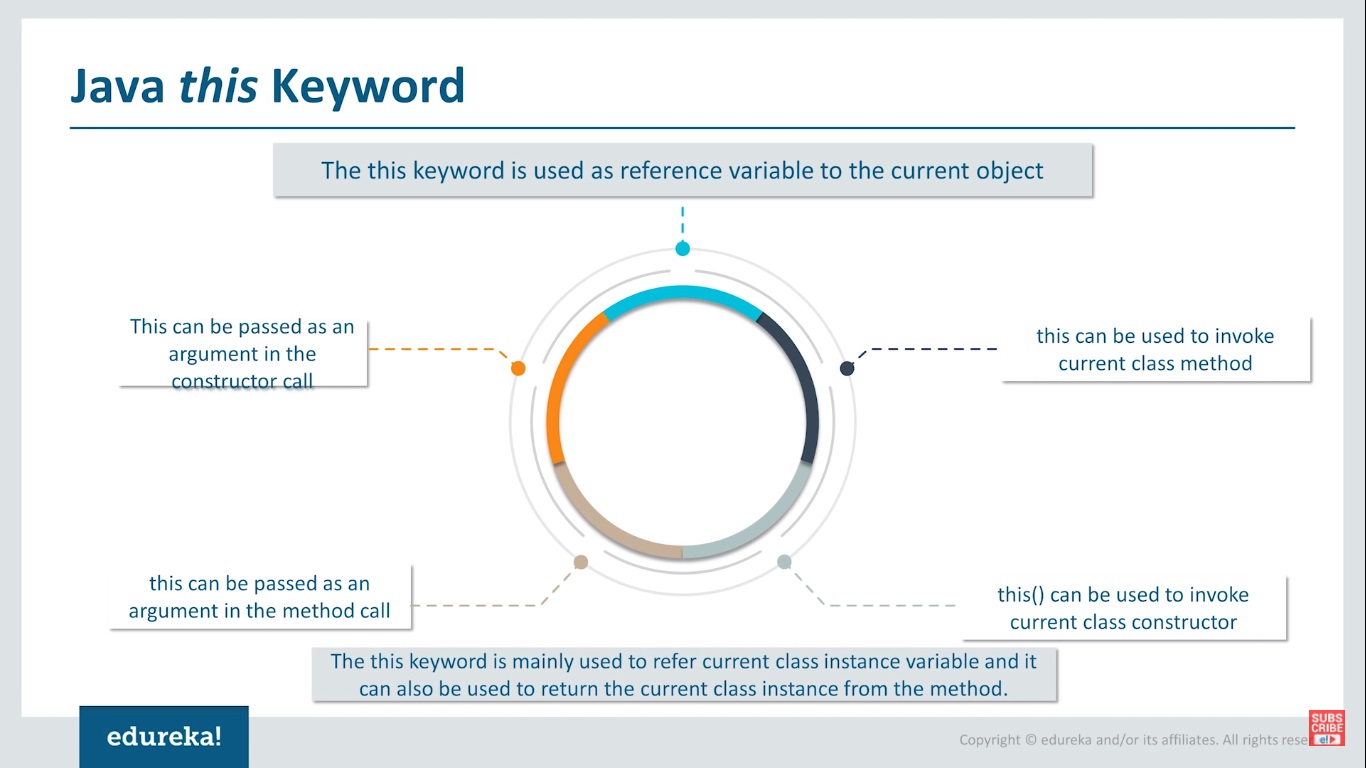 Java this Keyword
The this keyword is used as reference variable to the current object
This can be passed as an
argument in the
constructor call
this can be used to invoke
current class method
this can be passed as an
argument in the method call
this() can be used to invoke
current class constructor
The this keyword is mainly used to refer current class instance variable and it
can also be used to return the current class instance from the method.
edureka!
Copyright © edureka and/or its affiliates. All rights rese
SUBS
CRIBE
e!